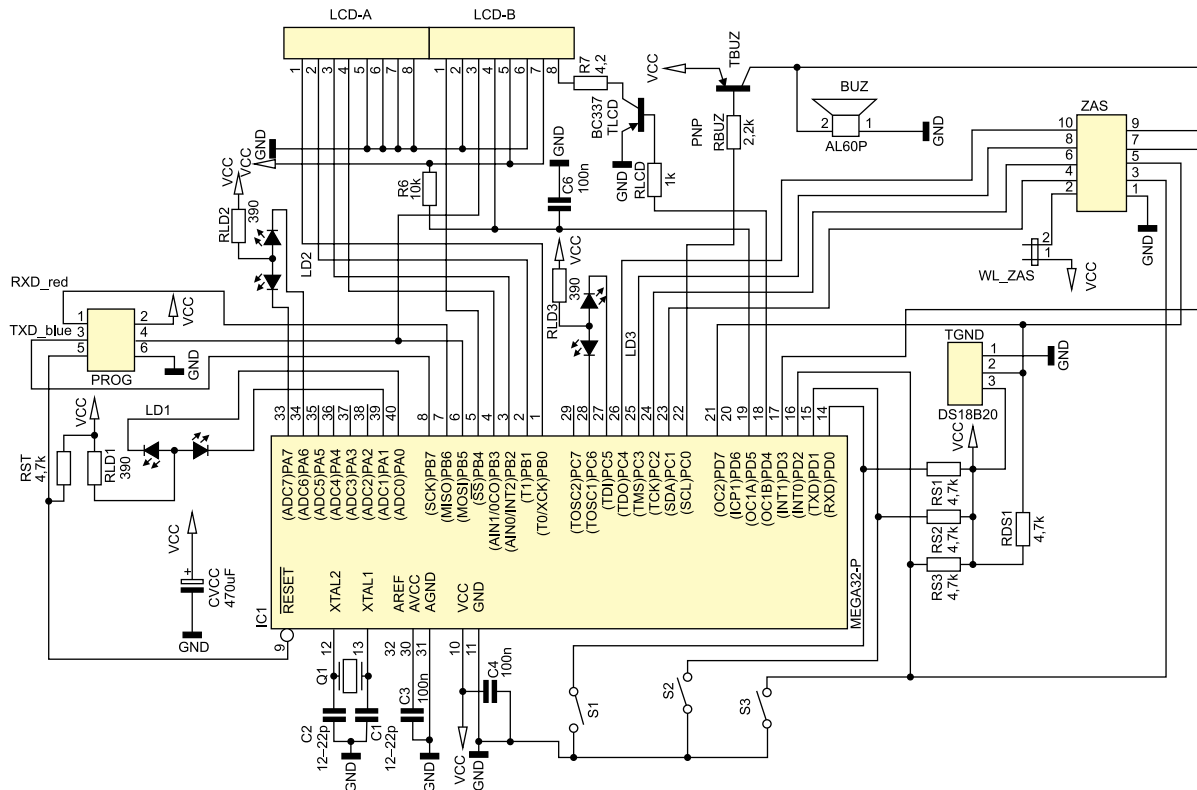 LCD-A
LCD-B
1
2
3
4
5
6
7
8
1
2
3
4
5
6
7
8
R7
4,2
BC337
TLCD
GND
RLCD
1k
VCC
TBUZ
PNP
RBUZ
2,2k
BUZ
2
1
AL60P
GND
ZAS
10
8
6
4
2
9
7
5
3
1
GND
2
1
WL_ZAS
VCC
GND
VCC
VCC
RLD2
390
LD2
R6
10k
GND
C6
100n
VCC
RLD3
390
LD3
RXD_red
TXD_blue
1
3
5
2
4
6
VCC
GND
PROG
TGND
1
2
3
GND
DS18B20
VCC
LD1
VCC
RST
4,7k
RLD1
390
33
34
35
36
37
38
39
40
8
7
6
5
4
3
2
1
29
28
27
26
25
24
23
22
21
20
19
18
17
16
15
14
(ADC7)PA7
(ADC6)PA6
(ADC5)PA5
(ADC4)PA4
(ADC3)PA3
(ADC2)PA2
(ADC1)PA1
(ADC0)PA0
(SCK)PB7
(MISO)PB6
(MOSI)PB5
(SS)PB4
(AIN1/0CO)PB3
(AIN0/INT2)PB2
(T1)PB1
(T0/XCK)PB0
(TOSC2)PC7
(TOSC1)PC6
(TDI)PC5
(TDO)PC4
(TMS)PC3
(TCK)PC2
(SDA)PC1
(SCL)PC0
(OC2)PD7
(ICP1)PD6
(OC1A)PD5
(OC1B)PD4
(INT1)PD3
(INT0)PD2
(TXD)PD1
(RXD)PD0
RS1
4,7k
RS2
4,7k
RS3
4,7k
RDS1
4,7k
VCC
+
CVCC
470uF
GND
IC1
RESET
XTAL2
XTAL1
AREF
AVCC
AGND
VCC
GND
MEGA32-P
9
12
13
32
30
31
10
11
Q1
C2
12–22p
C1
12–22p
GND
C3
100n
GND
VCC
C4
100n
GND
S1
S2
S3